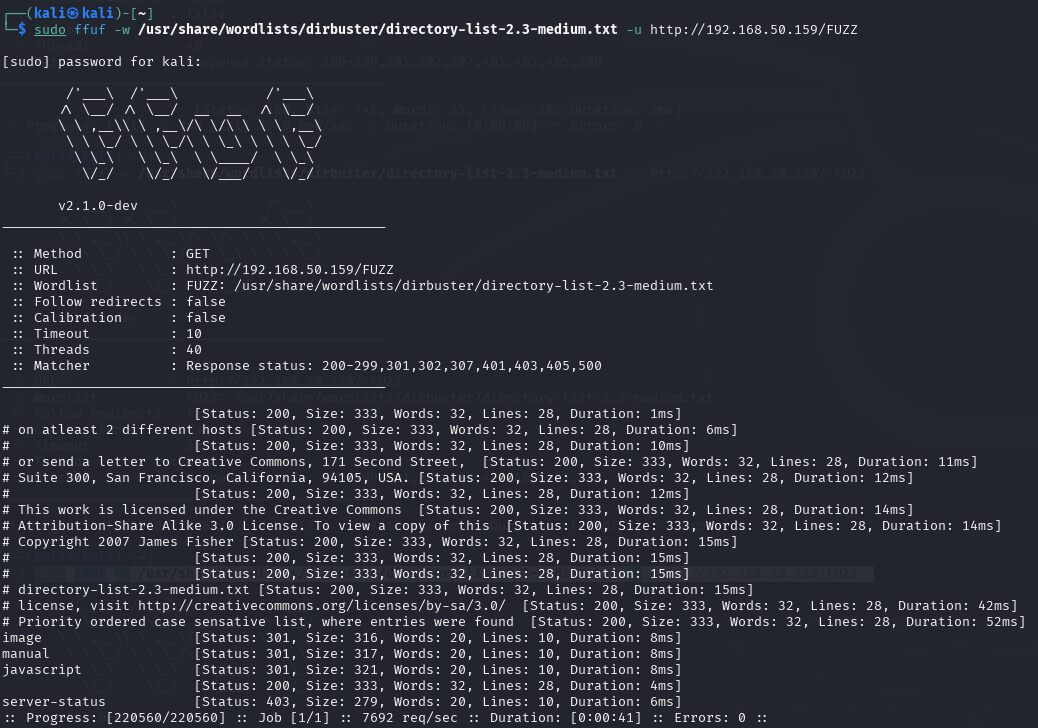 (kali㉿kali)-[~]
$ sudo ffuf -w /usr/share/wordlists/dirbuster/directory-list-2.3-medium.txt -u http://192.168.50.159/FUZZ
[sudo] password for kali:
v2.1.0-dev
:: Method : GET
:: URL : http://192.168.50.159/FUZZ
:: Wordlist : FUZZ: /usr/share/wordlists/dirbuster/directory-list-2.3-medium.txt
:: Follow redirects : false
:: Calibration : false
:: Timeout : 10
:: Threads : 40
:: Matcher : Response status: 200-299,301,302,307,401,403,405,500
[Status: 200, Size: 333, Words: 32, Lines: 28, Duration: 1ms]
# on atleast 2 different hosts [Status: 200, Size: 333, Words: 32, Lines: 28, Duration: 6ms]
# [Status: 200, Size: 333, Words: 32, Lines: 28, Duration: 10ms]
# or send a letter to Creative Commons, 171 Second Street, [Status: 200, Size: 333, Words: 32, Lines: 28, Duration: 11ms]
# Suite 300, San Francisco, California, 94105, USA. [Status: 200, Size: 333, Words: 32, Lines: 28, Duration: 12ms]
# [Status: 200, Size: 333, Words: 32, Lines: 28, Duration: 12ms]
# This work is licensed under the Creative Commons [Status: 200, Size: 333, Words: 32, Lines: 28, Duration: 14ms]
# Attribution-Share Alike 3.0 License. To view a copy of this [Status: 200, Size: 333, Words: 32, Lines: 28, Duration: 14ms]
# Copyright 2007 James Fisher [Status: 200, Size: 333, Words: 32, Lines: 28, Duration: 15ms]
# [Status: 200, Size: 333, Words: 32, Lines: 28, Duration: 15ms]
# [Status: 200, Size: 333, Words: 32, Lines: 28, Duration: 15ms]
# directory-list-2.3-medium.txt [Status: 200, Size: 333, Words: 32, Lines: 28, Duration: 15ms]
# license, visit http://creativecommons.org/licenses/by-sa/3.0/ [Status: 200, Size: 333, Words: 32, Lines: 28, Duration: 42ms]
# Priority ordered case sensative list, where entries were found [Status: 200, Size: 333, Words: 32, Lines: 28, Duration: 52ms]
image [Status: 301, Size: 316, Words: 20, Lines: 10, Duration: 8ms]
manual [Status: 301, Size: 317, Words: 20, Lines: 10, Duration: 8ms]
javascript [Status: 301, Size: 321, Words: 20, Lines: 10, Duration: 8ms]
[Status: 200, Size: 333, Words: 32, Lines: 28, Duration: 4ms]
server-status [Status: 403, Size: 279, Words: 20, Lines: 10, Duration: 6ms]
:: Progress: [220560/220560] :: Job [1/1] :: 7692 req/sec :: Duration: [0:00:41] :: Errors: 0 ::